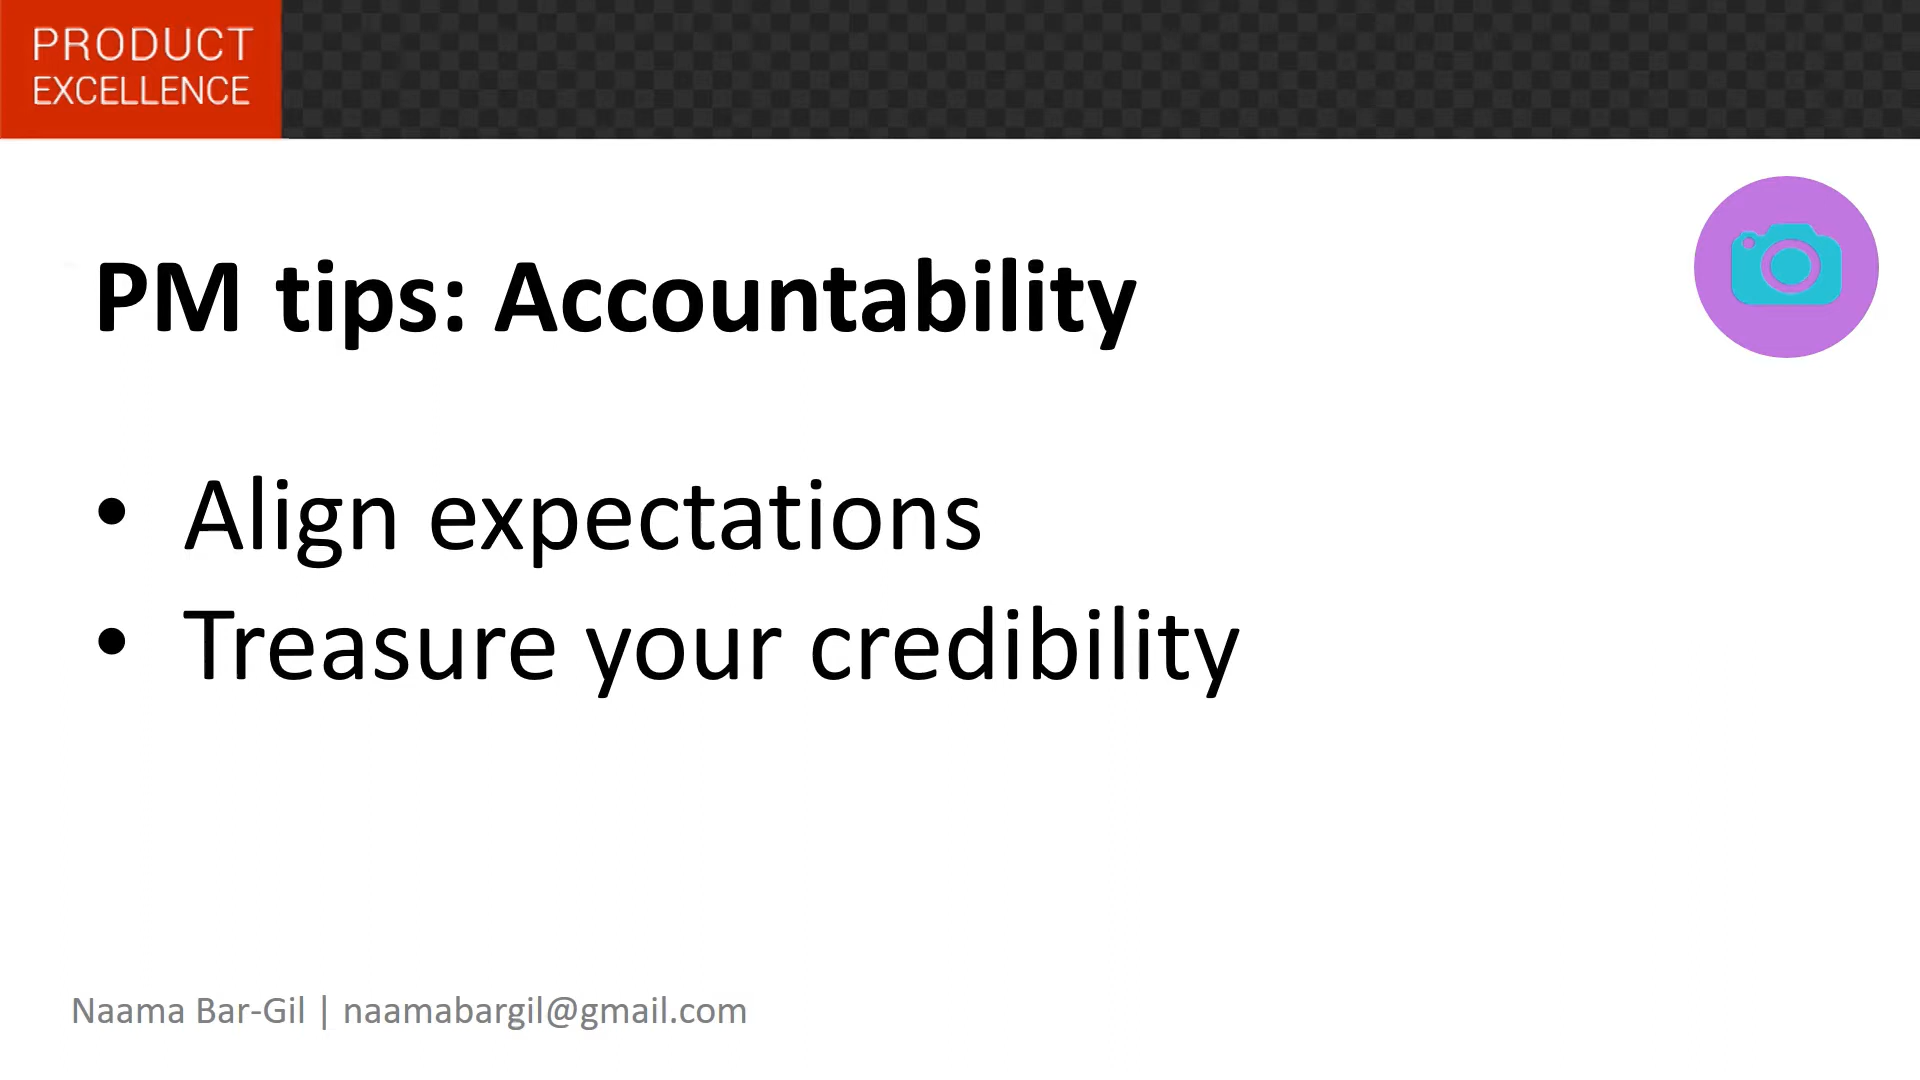 PRODUCT
EXCELLENCE
PM tips: Accountability
• Align expectations
• Treasure your credibility
Naama Bar-Gil | naamabargil@gmail.com